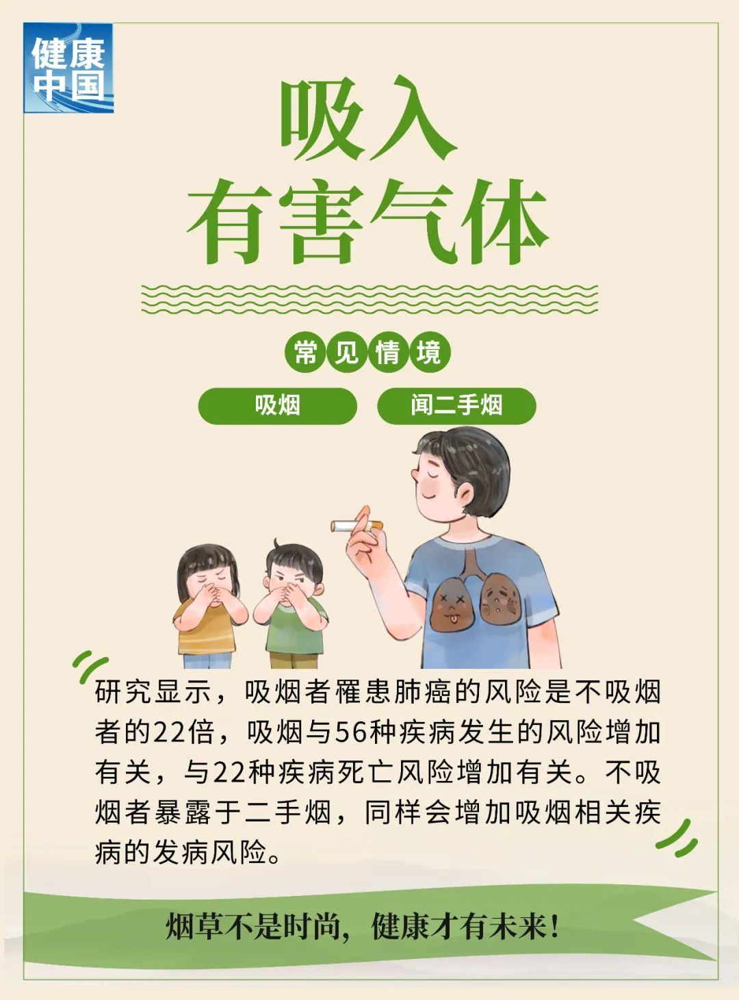 健康
中国
吸入
有害气体
常见情境
吸烟
闻二手烟
研究显示，吸烟者罹患肺癌的风险是不吸烟
者的22倍，吸烟与56种疾病发生的风险增加
有关，与22种疾病死亡风险增加有关。不吸
烟者暴露于二手烟，同样会增加吸烟相关疾
病的发病风险。
烟草不是时尚，健康才有未来！